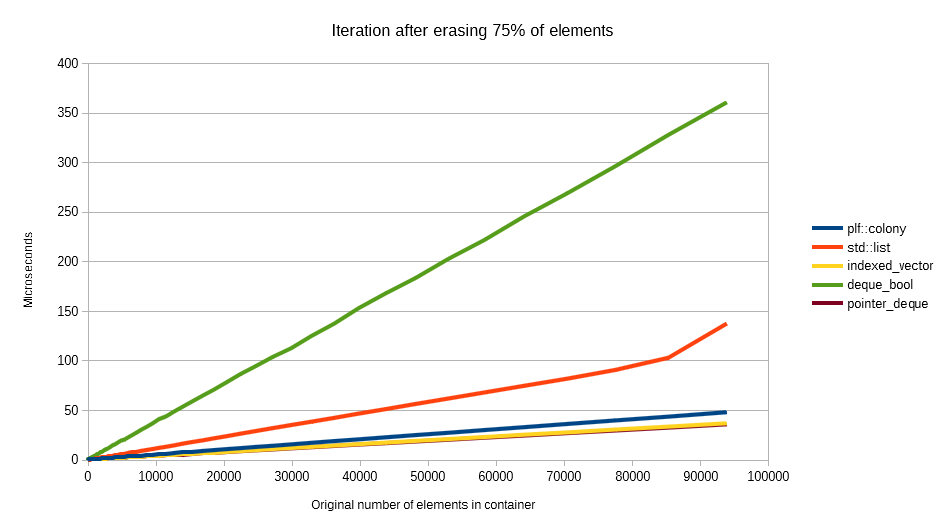 Iteration after erasing 75% of elements
400
350
300
250
200
150
100
50
0
Microseconds
0 10000 20000 30000 40000 50000 60000 70000 80000 90000 100000
Original number of elements in container
plf::colony
std::list
indexed_vector
deque_bool
pointer_deque